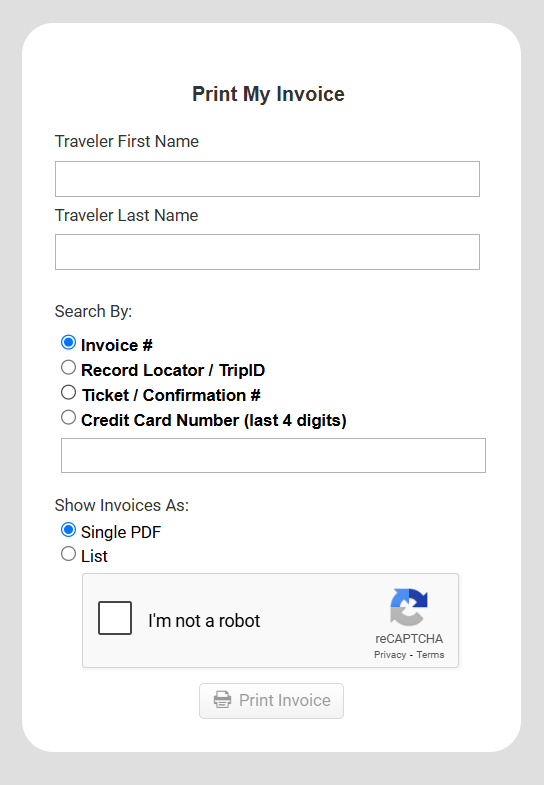 Print My Invoice
Traveler First Name
Traveler Last Name
Search By:
Invoice #
Record Locator / TripID
Ticket / Confirmation #
Credit Card Number (last 4 digits)
Show Invoices As:
Single PDF
List
I'm not a robot
reCAPTCHA
Privacy - Terms
Print Invoice